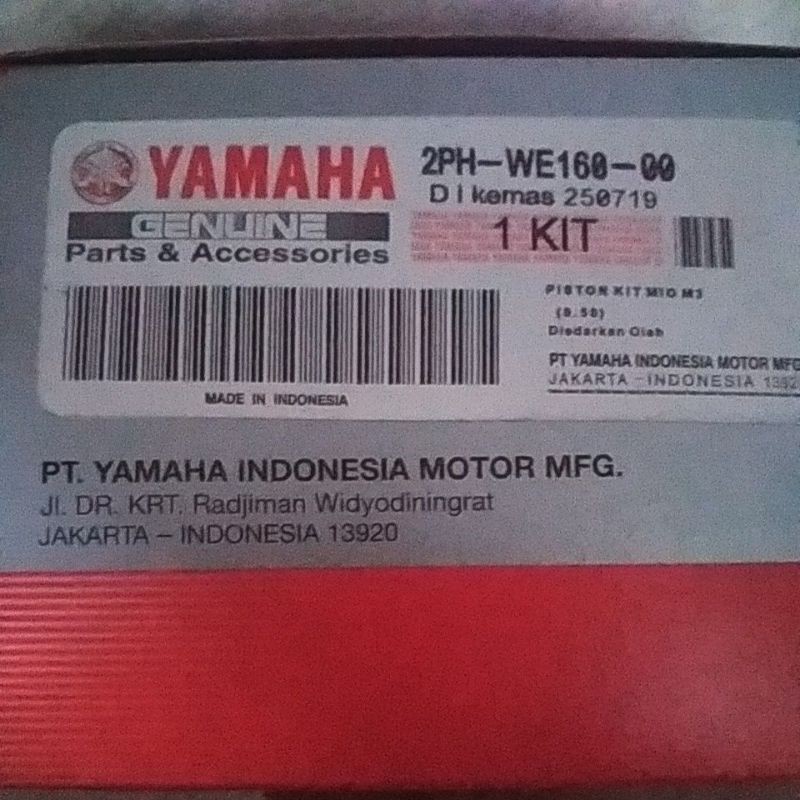 YAMAHA
GENUINE
Parts & Accessories
2PH-WE160-00
D I kemas 250719
1 KIT
PISTON KIT MIO M3
(0.50)
Diedarkan Oleh
PT YAMAHA INDONESIA MOTOR MFG
JAKARTA - INDONESIA
MADE IN INDONESIA
PT. YAMAHA INDONESIA MOTOR MFG.
Jl. DR. KRT. Radjiman Widyodiningrat
JAKARTA – INDONESIA 13920